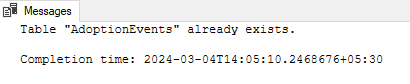 Messages
Table "AdoptionEvents" already exists.
Completion time: 2024-03-04T14:05:10.2468676+05:30